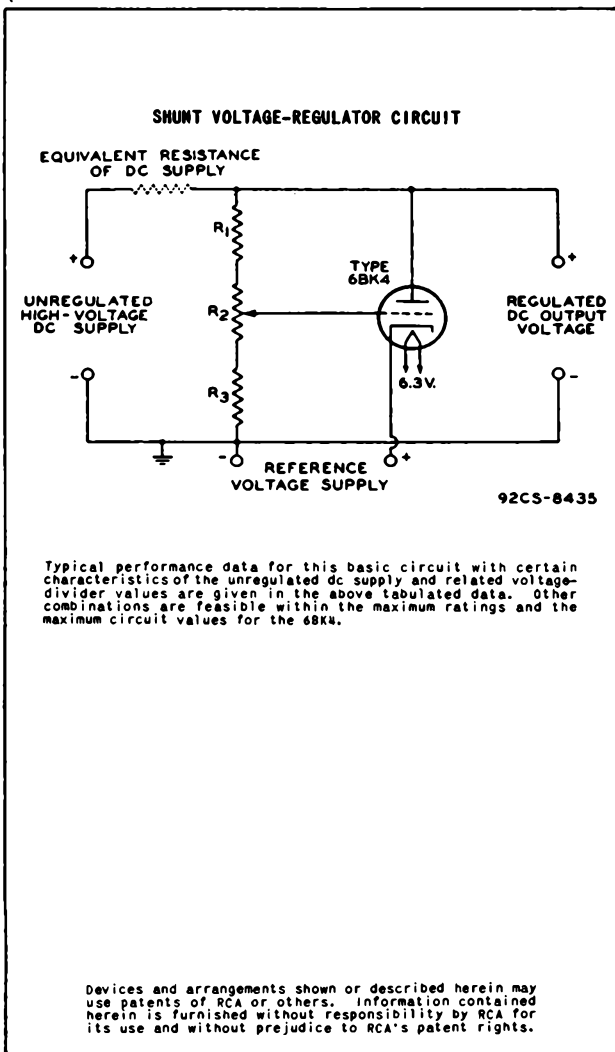 SHUNT VOLTAGE-REGULATOR CIRCUIT
EQUIVALENT RESISTANCE
OF DC SUPPLY
R1
+
TYPE
6BK4
+
UNREGULATED
HIGH-VOLTAGE
DC SUPPLY
R2
REGULATED
DC OUTPUT
VOLTAGE
-
R3
6.3 V.
-
-
REFERENCE
VOLTAGE SUPPLY
+
92CS-8435
Typical performance data for this basic circuit with certain
characteristics of the unregulated dc supply and related voltage-
divider values are given in the above tabulated data. Other
combinations are feasible within the maximum ratings and the
maximum circuit values for the 6BK4.
Devices and arrangements shown or described herein may
use patents of RCA or others. Information contained
herein is furnished without responsibility by RCA for
its use and without prejudice to RCA's patent rights.